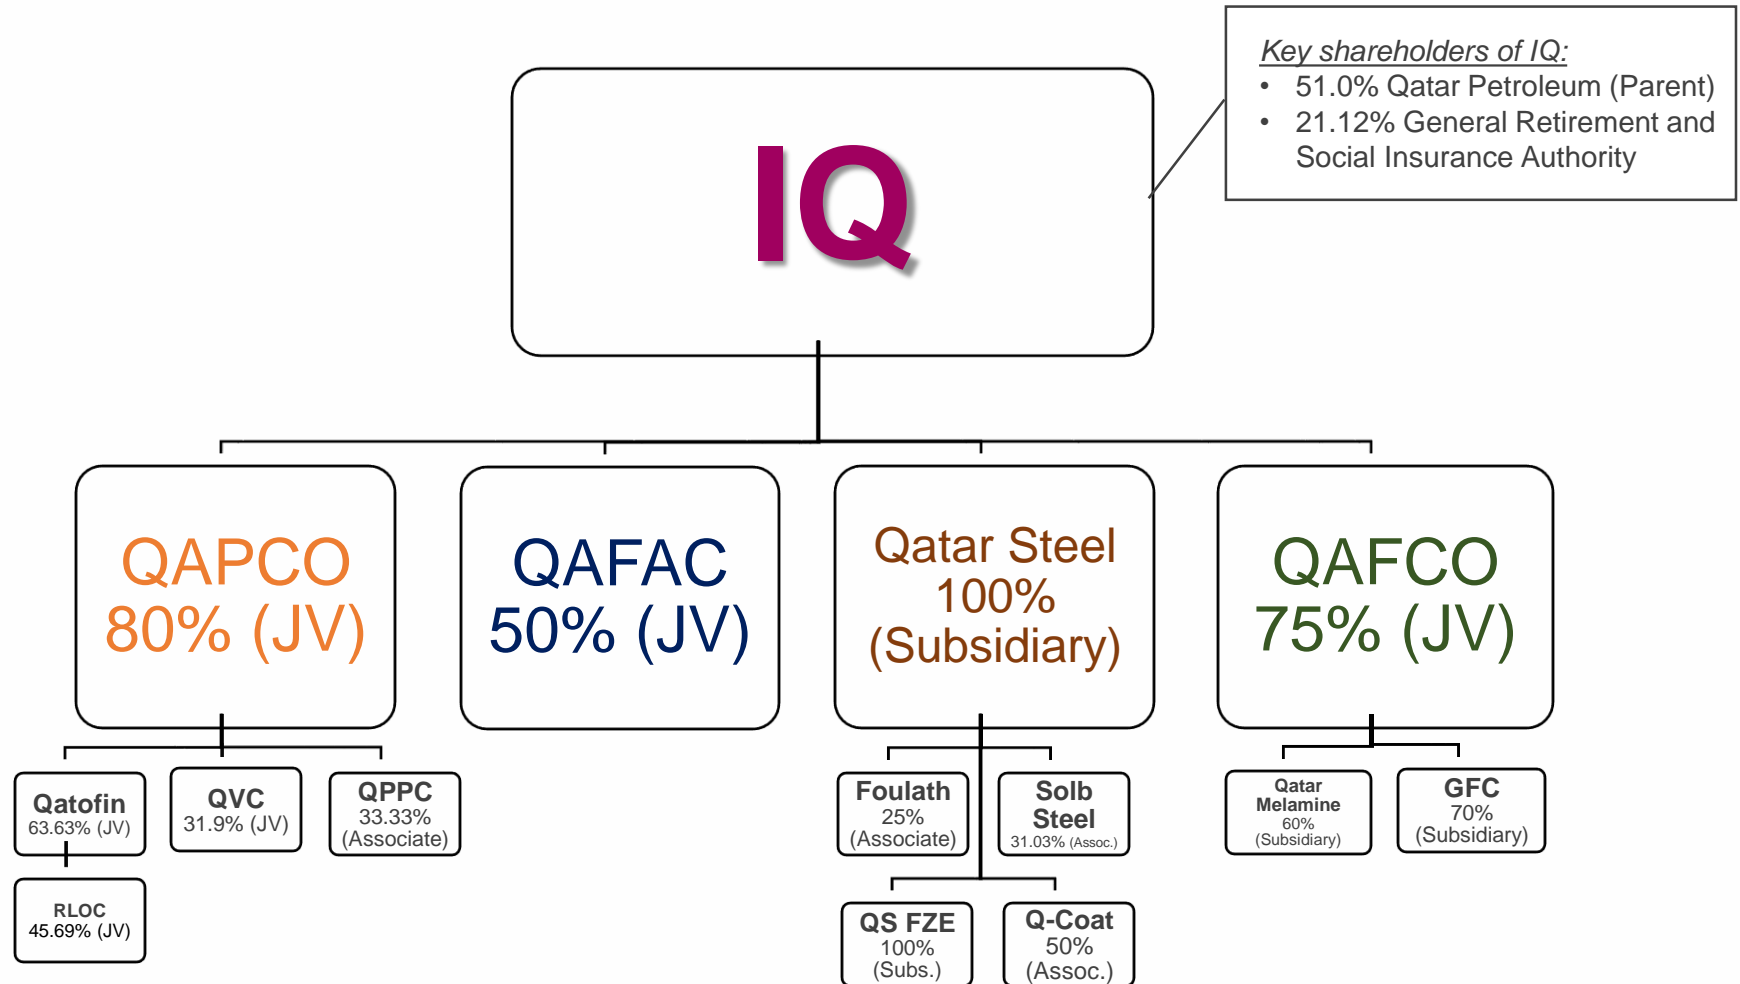 Key shareholders of IQ:
• 51.0% Qatar Petroleum (Parent)
• 21.12% General Retirement and
Social Insurance Authority
IQ
QAPCO
80% (JV)
QAFAC
50% (JV)
Qatar Steel
100%
(Subsidiary)
QAFCO
75% (JV)
Qatofin
63.63% (JV)
QVC
31.9% (JV)
QPPC
33.33%
(Associate)
Foulath
25%
(Associate)
Solb
Steel
31.03% (Assoc.)
Qatar
Melamine
60%
(Subsidiary)
GFC
70%
(Subsidiary)
RLOC
45.69% (JV)
QS FZE
100%
(Subs.)
Q-Coat
50%
(Assoc.)